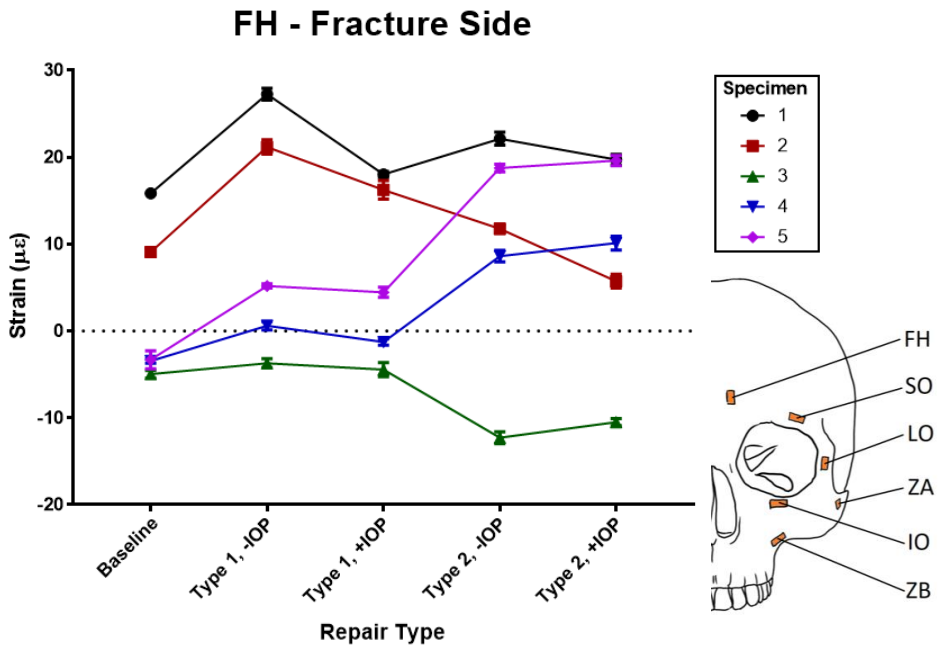 FH - Fracture Side
30
20
10
0
-10
-20
Strain (µε)
Baseline
Type 1, -IOP
Type 1, +IOP
Type 2, -IOP
Type 2, +IOP
Repair Type
Specimen
1
2
3
4
5
FH
SO
LO
ZA
IO
ZB